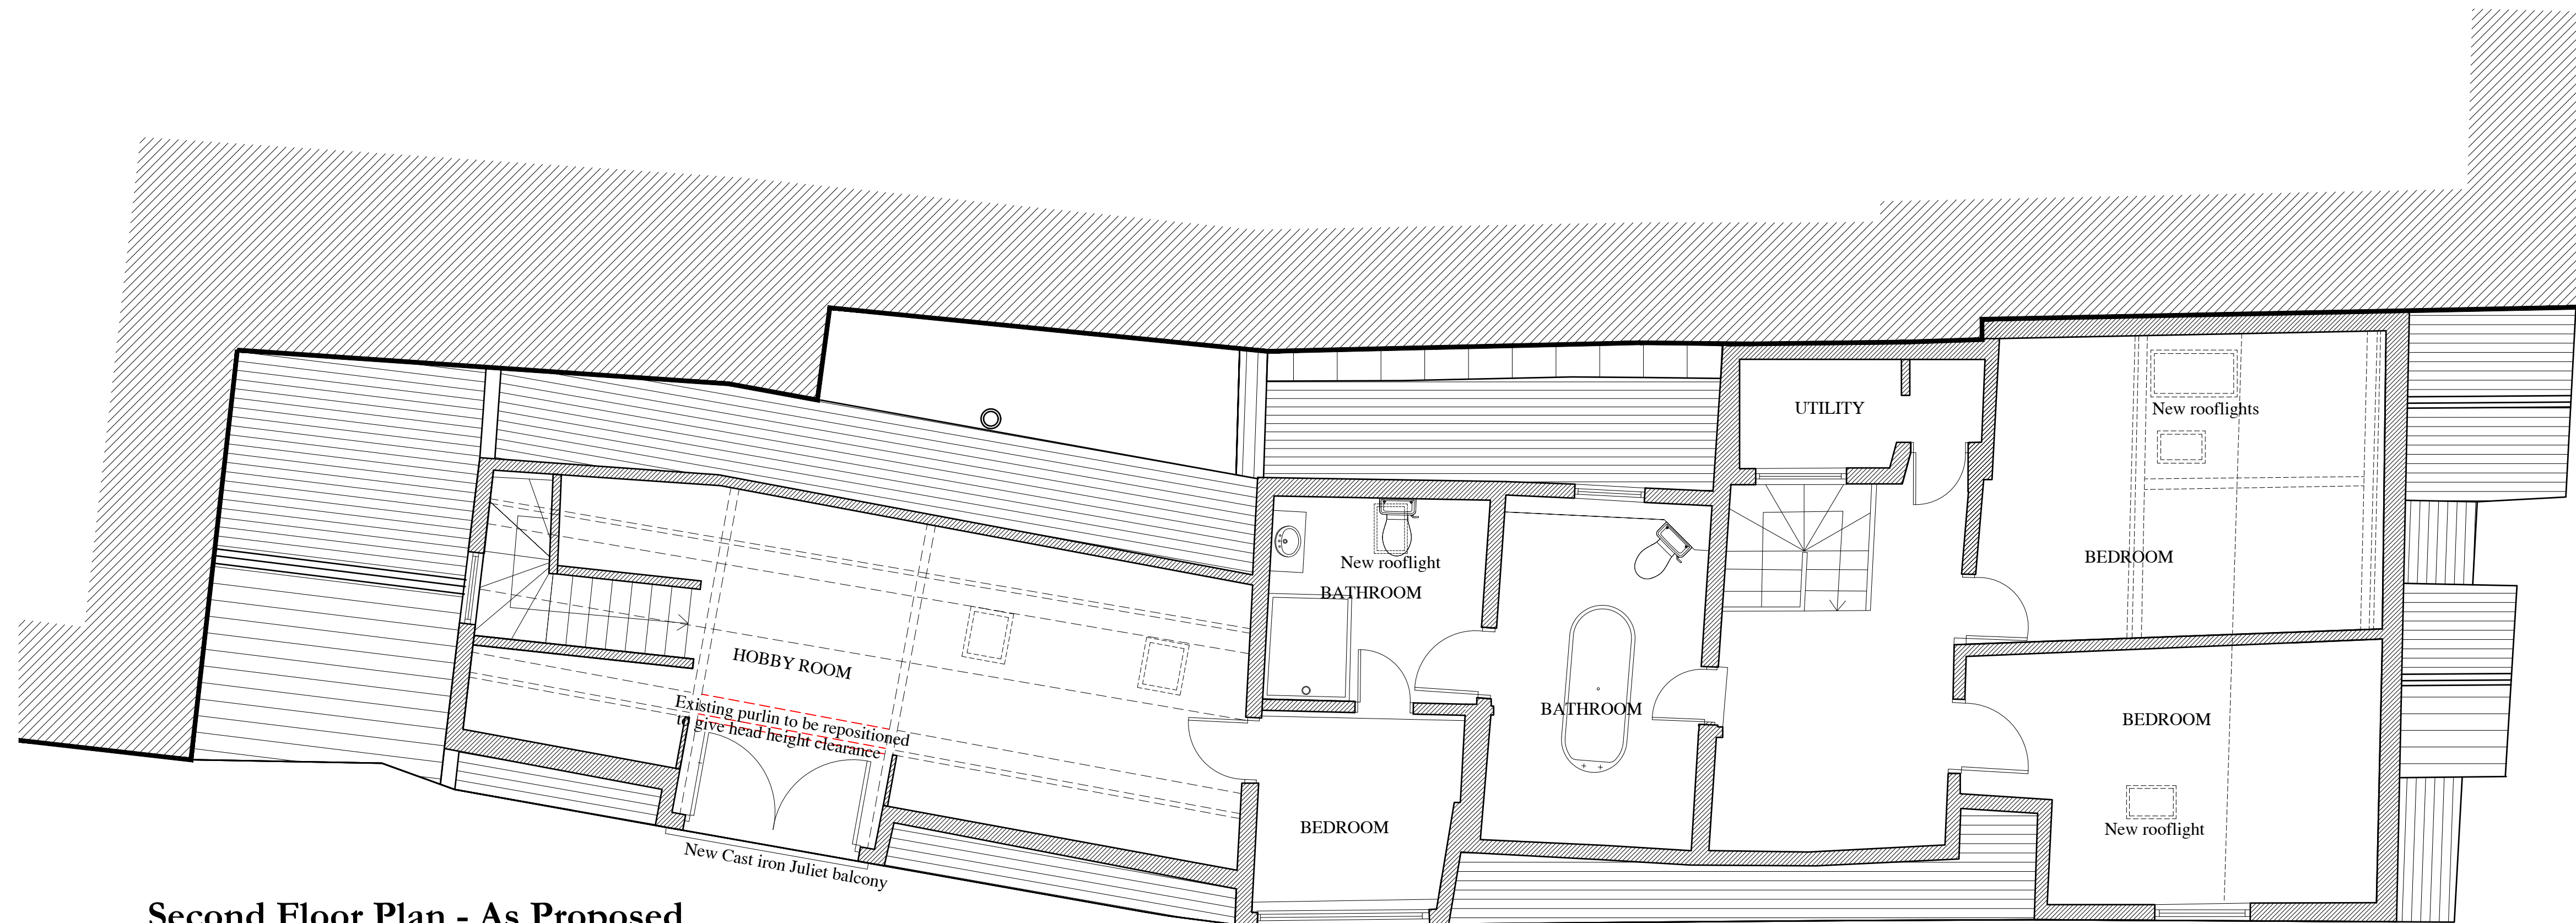 UTILITY
New rooflights
BEDROOM
New rooflight
BATHROOM
HOBBY ROOM
Existing purlin to be repositioned
to give head height clearance
BATHROOM
BEDROOM
BEDROOM
New rooflight
New Cast iron Juliet balcony
Second Floor Plan - As Proposed